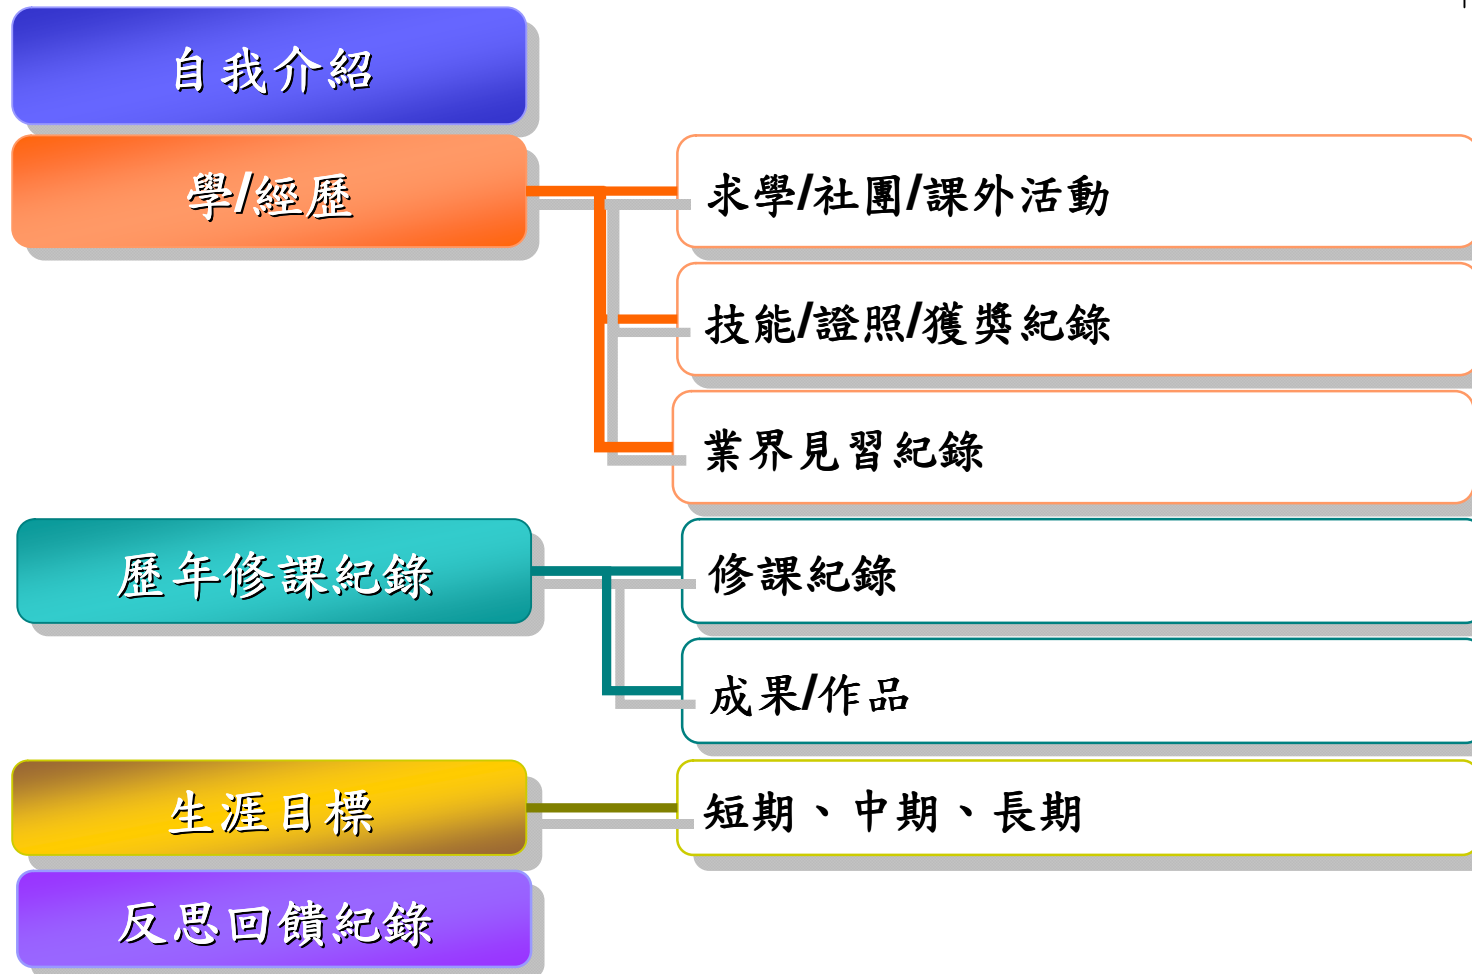 自我介紹
學/經歷
求學/社團/課外活動
技能/證照/獲獎紀錄
業界見習紀錄
歷年修課紀錄
修課紀錄
成果/作品
生涯目標
短期、中期、長期
反思回饋紀錄